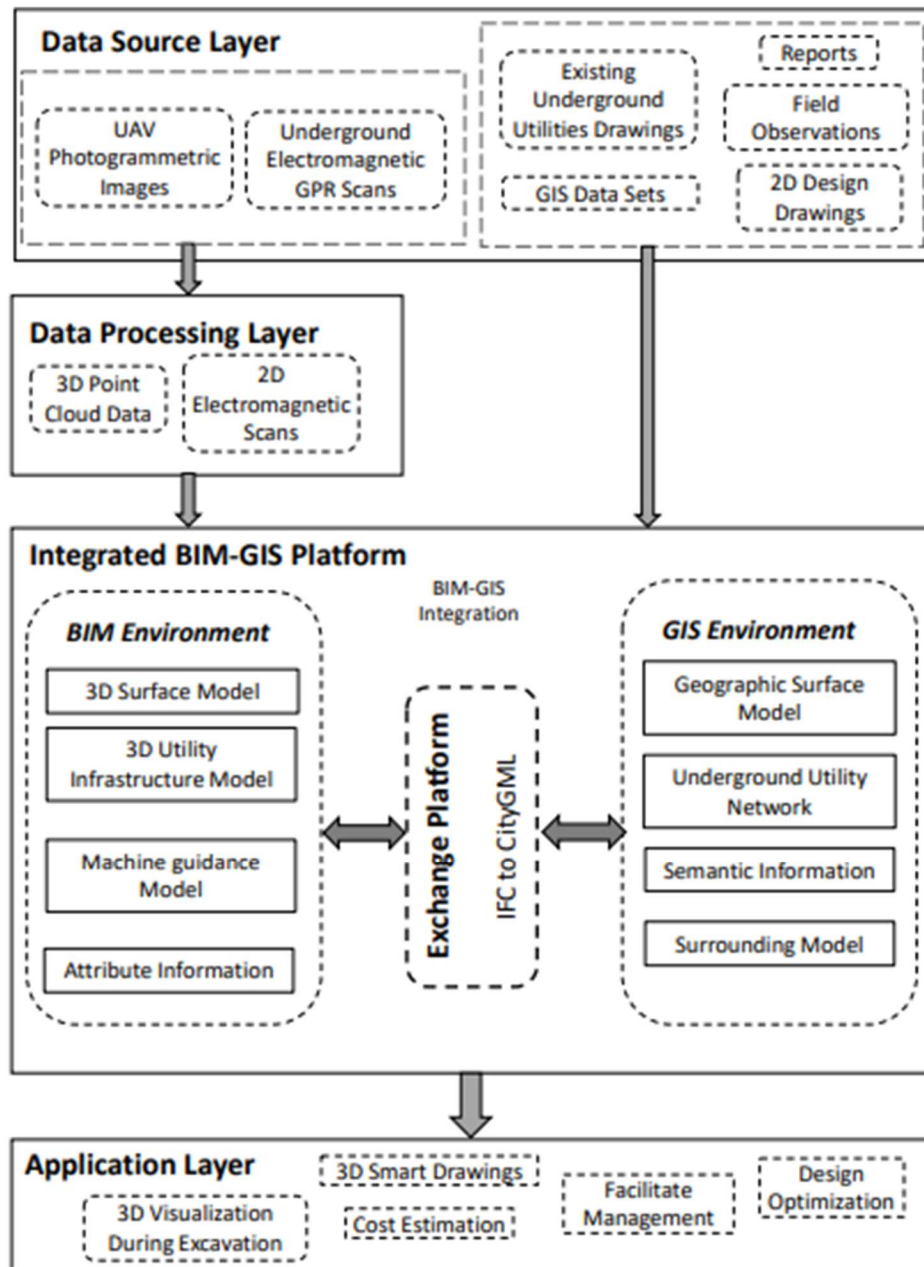 Data Source Layer
UAV
Photogrammetric
Images
Underground
Electromagnetic
GPR Scans
Existing
Underground
Utilities Drawings
GIS Data Sets
Reports
Field
Observations
2D Design
Drawings
Data Processing Layer
3D Point
Cloud Data
2D
Electromagnetic
Scans
Integrated BIM-GIS Platform
BIM-GIS
Integration
BIM Environment
3D Surface Model
3D Utility
Infrastructure Model
Machine guidance
Model
Attribute Information
Exchange Platform
IFC to CityGML
GIS Environment
Geographic Surface
Model
Underground Utility
Network
Semantic Information
Surrounding Model
Application Layer
3D Visualization
During Excavation
3D Smart Drawings
Cost Estimation
Facilitate
Management
Design
Optimization